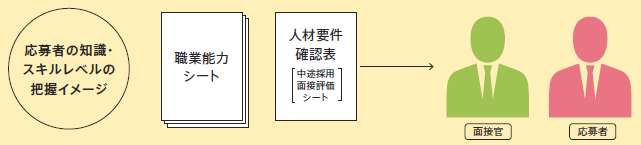 応募者の知識・
スキルレベルの
把握イメージ
職業能力
シート
人材要件
確認表
中途採用
面接評価
シート
面接官
応募者